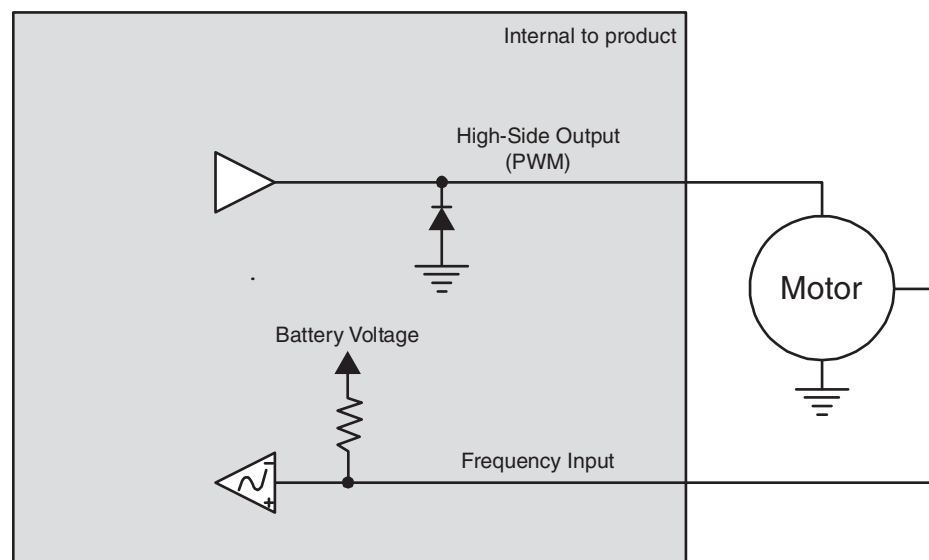 Internal to product
High-Side Output
(PWM)
Motor
Battery Voltage
Frequency Input